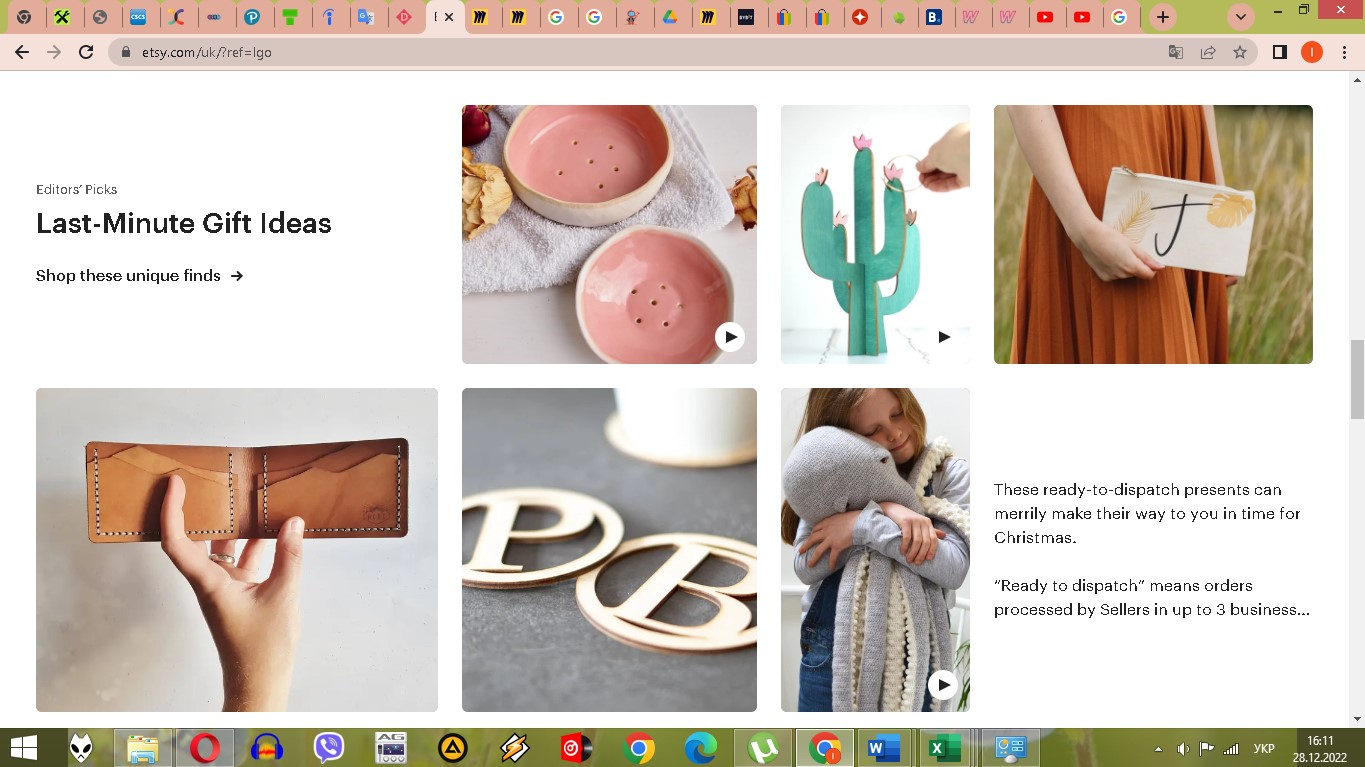 CSCS
B.
etsy.com/uk/?ref=lgo
I
Editors' Picks
Last-Minute Gift Ideas
Shop these unique finds →
J
P
B
These ready-to-dispatch presents can
merrily make their way to you in time for
Christmas.
“Ready to dispatch” means orders
processed by Sellers in up to 3 business...
AG
УКР
16:11
28.12.2022